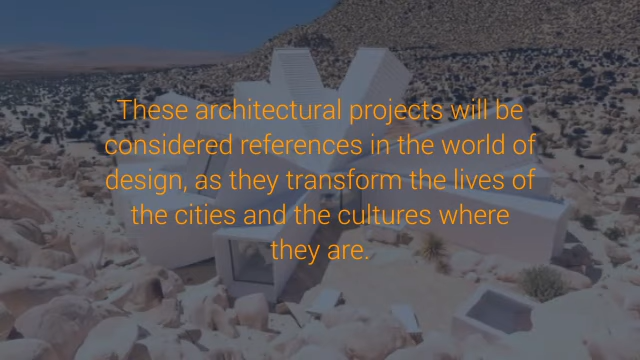 These architectural projects will be
considered references in the world of
design, as they transform the lives of
the cities and the cultures where
they are.